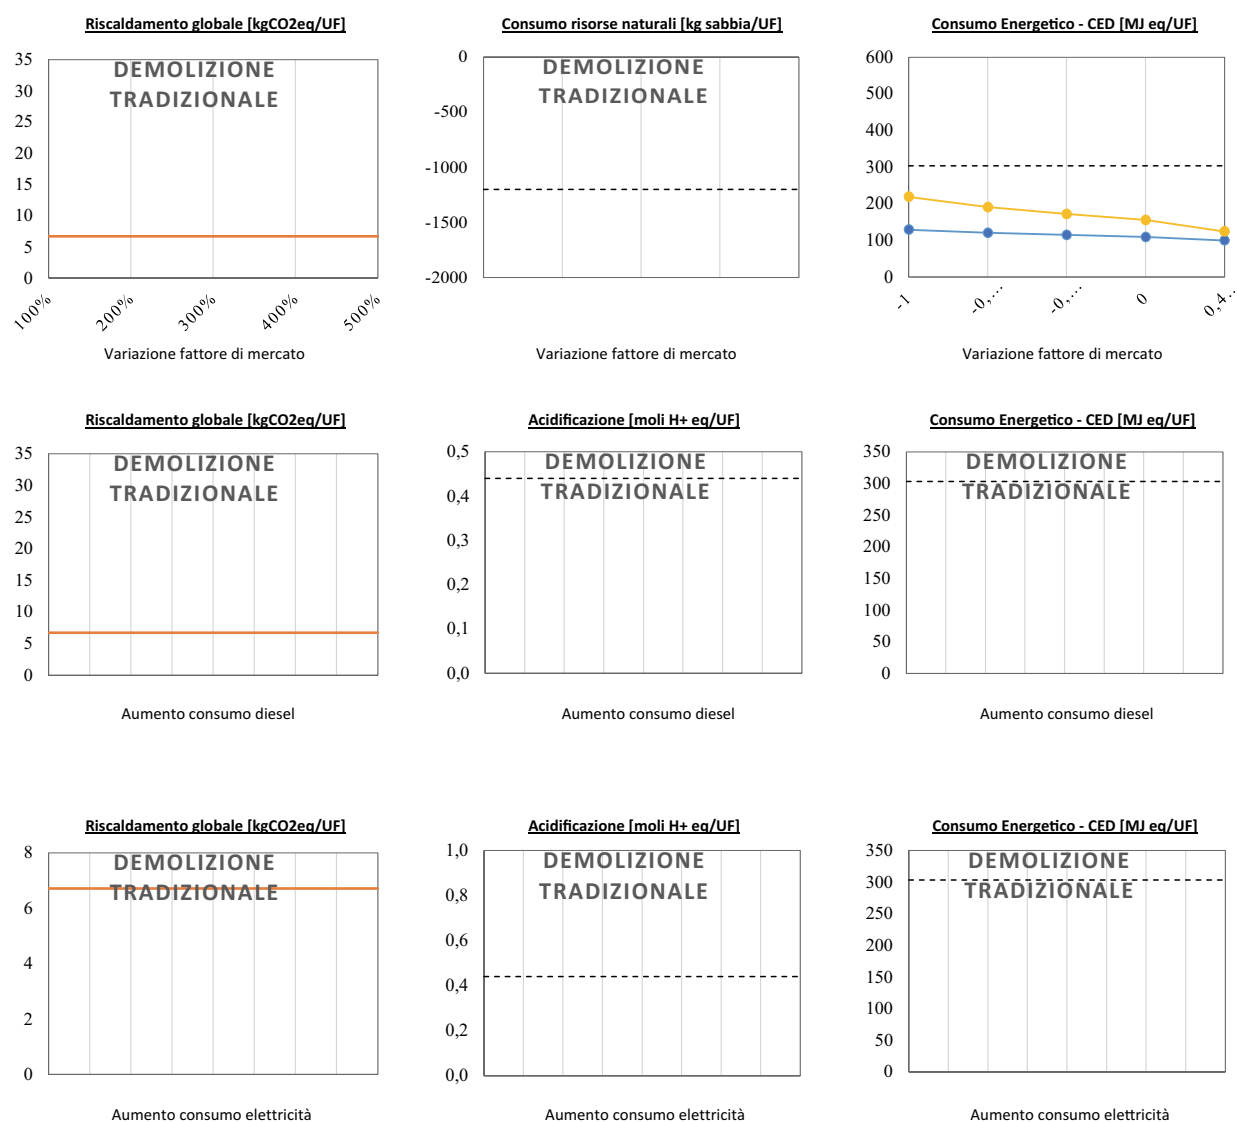 Riscaldamento globale [kgCO2eq/UF]
35
30
25
20
15
10
5
0
DEMOLIZIONE
TRADIZIONALE
100%
200%
300%
400%
500%
Variazione fattore di mercato
Consumo risorse naturali [kg sabbia/UF]
0
-500
-1000
-1500
-2000
DEMOLIZIONE
TRADIZIONALE
Variazione fattore di mercato
Consumo Energetico - CED [MJ eq/UF]
600
500
400
300
200
100
0
-1
-0,...
-0,...
0
0,4...
Variazione fattore di mercato
Riscaldamento globale [kgCO2eq/UF]
35
30
25
20
15
10
5
0
DEMOLIZIONE
TRADIZIONALE
Aumento consumo diesel
Acidificazione [moli H+ eq/UF]
0,5
0,4
0,3
0,2
0,1
0,0
DEMOLIZIONE
TRADIZIONALE
Aumento consumo diesel
Consumo Energetico - CED [MJ eq/UF]
350
300
250
200
150
100
50
0
DEMOLIZIONE
TRADIZIONALE
Aumento consumo diesel
Riscaldamento globale [kgCO2eq/UF]
8
6
4
2
0
DEMOLIZIONE
TRADIZIONALE
Aumento consumo elettricità
Acidificazione [moli H+ eq/UF]
1,0
0,8
0,6
0,4
0,2
0,0
DEMOLIZIONE
TRADIZIONALE
Aumento consumo elettricità
Consumo Energetico - CED [MJ eq/UF]
350
300
250
200
150
100
50
0
DEMOLIZIONE
TRADIZIONALE
Aumento consumo elettricità